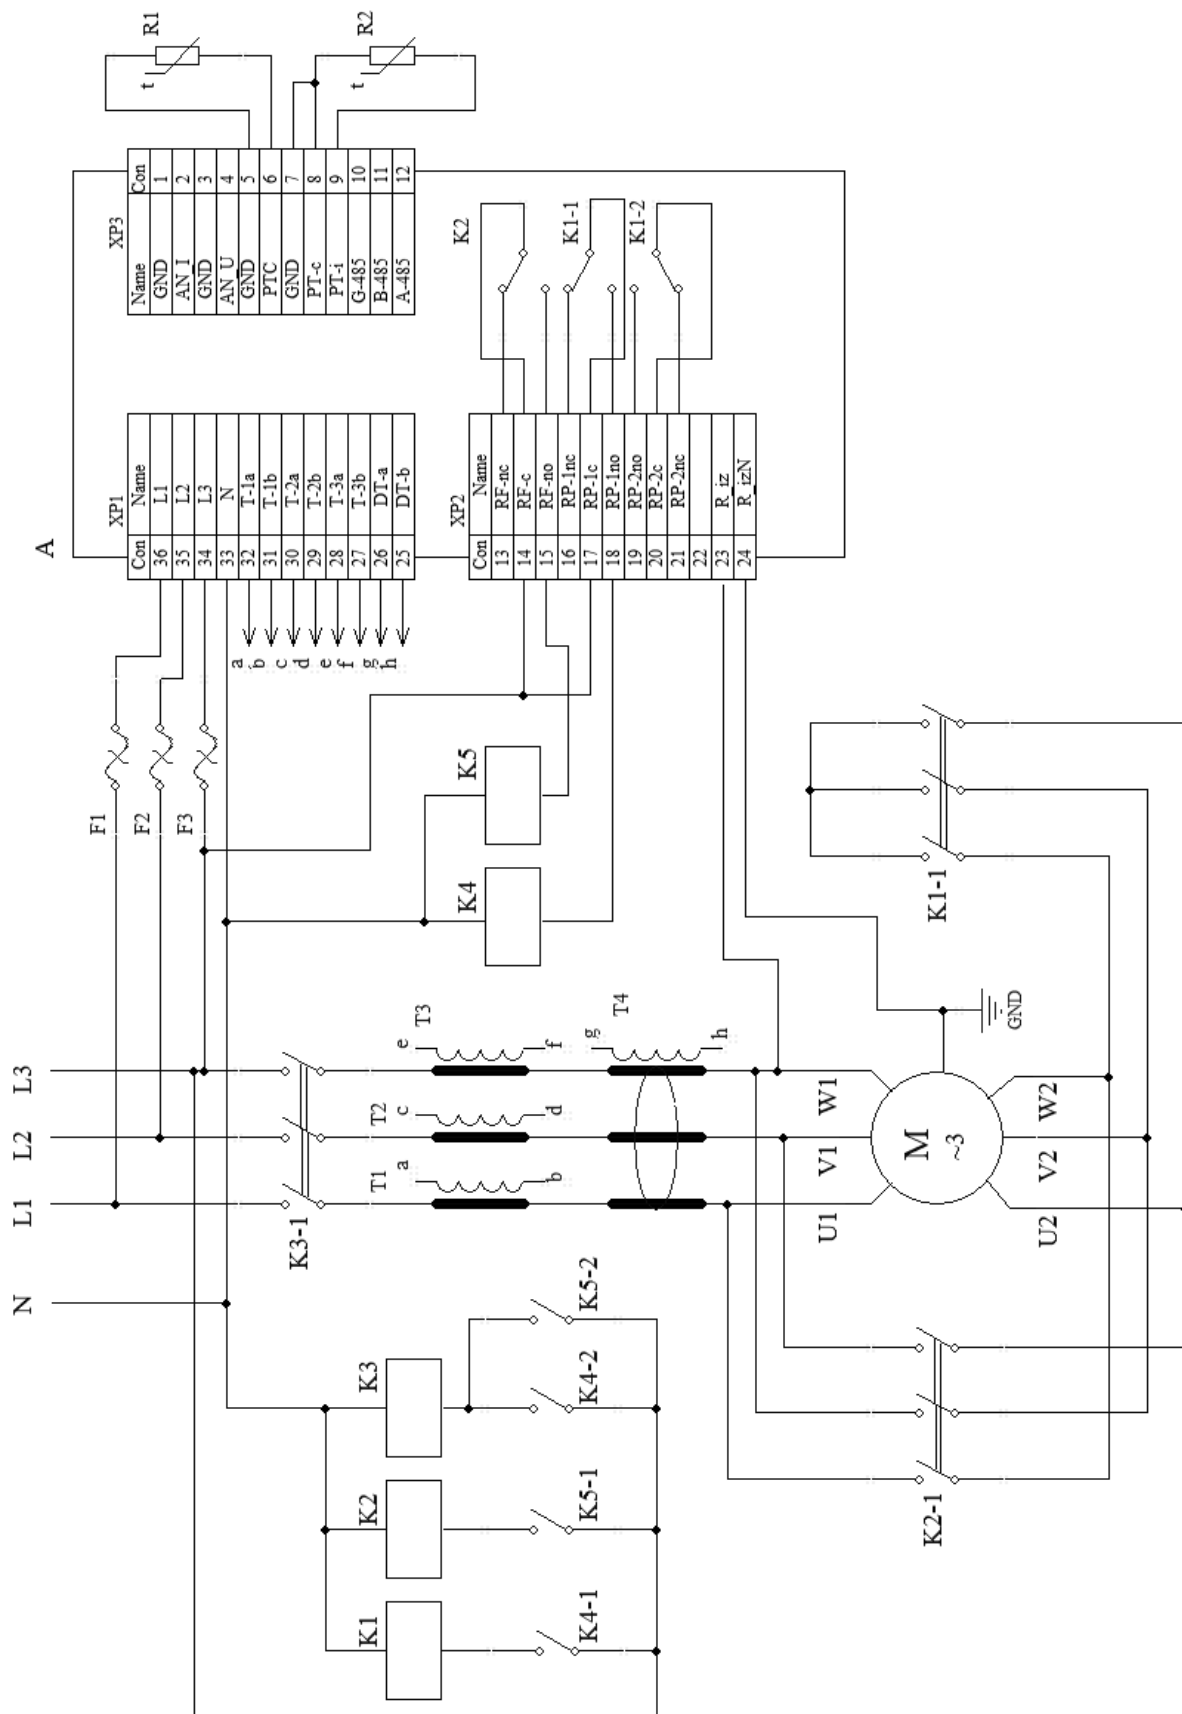 A
R1
t
R2
t
XP3
Name Con
GND 1
AN_I 2
GND 3
AN_U 4
GND 5
PTC 6
GND 7
PT-c 8
PT-i 9
G-485 10
B-485 11
A-485 12
XP1
Con Name
36 L1
35 L2
34 L3
33 N
32 T-1a
31 T-1b
30 T-2a
29 T-2b
28 T-3a
27 T-3b
26 DT-a
25 DT-b
a
b
c
d
e
f
g
h
XP2
Con Name
13 RF-nc
14 RF-c
15 RF-no
16 RP-1nc
17 RP-1c
18 RP-1no
19 RP-2no
20 RP-2c
21 RP-2nc
22
23 R_iz
24 R_izN
K2
K1-1
K1-2
F1
F2
F3
K5
K4
L3
L2
L1
N
K3-1
T3
e
f
T2
c
d
T1
a
b
T4
g
h
GND
K1-1
W1
V1
U1
M
~3
W2
V2
U2
K3
K2
K1
K5-2
K4-2
K5-1
K4-1
K2-1